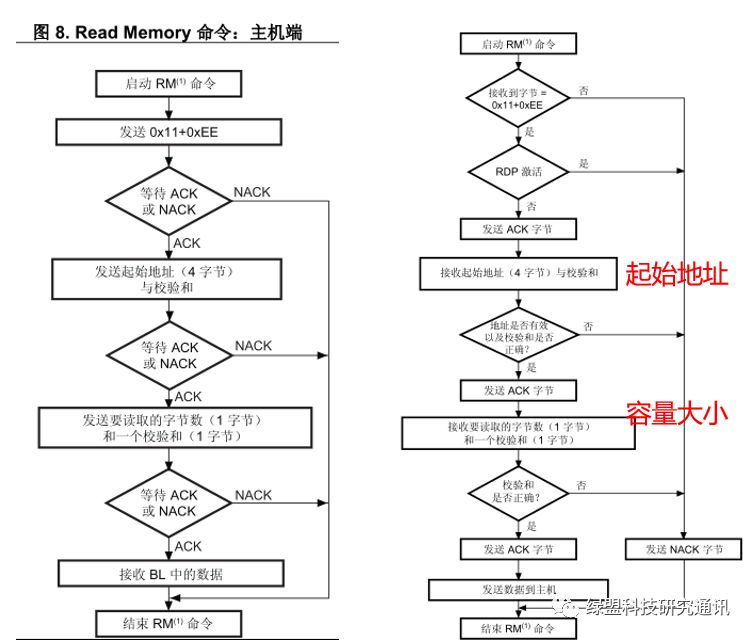 图 8. Read Memory 命令：主机端
启动 RM(1) 命令
发送 0x11+0xEE
等待 ACK
或 NACK
NACK
ACK
发送起始地址（4 字节）
与校验和
等待 ACK
或 NACK
NACK
ACK
发送要读取的字节数（1 字节）
和一个校验和（1 字节）
等待 ACK
或 NACK
NACK
ACK
接收 BL 中的数据
结束 RM(1) 命令
启动 RM(1) 命令
接收到字节 =
0x11+0xEE
否
是
RDP 激活
是
否
发送 ACK 字节
接收起始地址（4 字节）与校验和
起始地址
地址是否有效
以及校验和是否
正确？
否
是
发送 ACK 字节
容量大小
接收要读取的字节数（1 字节）
和一个校验和（1 字节）
校验和
是否正确？
否
是
发送 ACK 字节
发送 NACK 字节
发送数据到主机
绿盟科技研究通讯
结束 RM(1) 命令